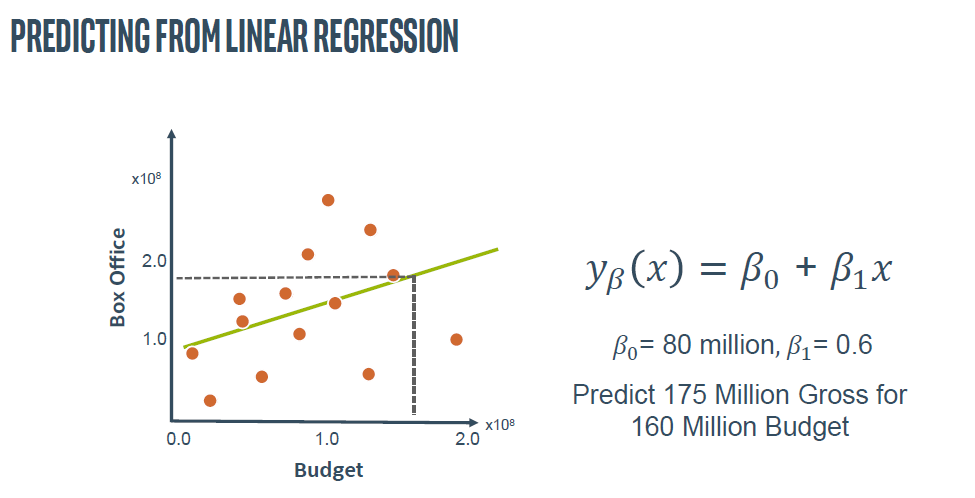 PREDICTING FROM LINEAR REGRESSION
x10⁸
Box Office
2.0
1.0
0.0
1.0
2.0
x10⁸
Budget
yᵦ(x) = β₀ + β₁x
β₀= 80 million, β₁= 0.6
Predict 175 Million Gross for
160 Million Budget